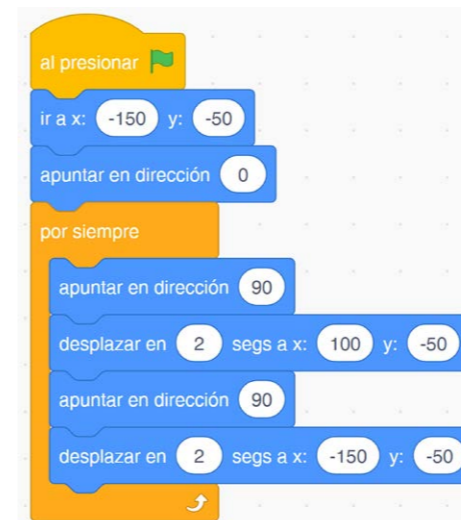 al presionar
ir a x: -150 y: -50
apuntar en dirección 0
por siempre
apuntar en dirección 90
desplazar en 2 segs a x: 100 y: -50
apuntar en dirección 90
desplazar en 2 segs a x: -150 y: -50